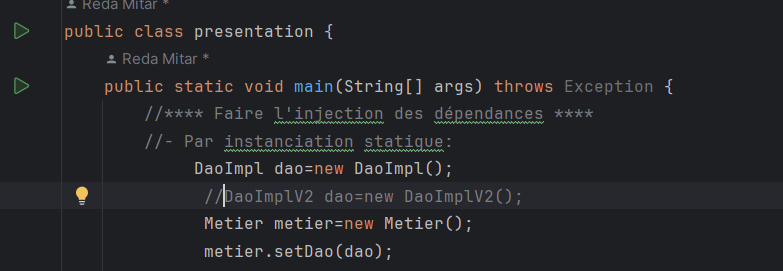 Reda Mitar *
public class presentation {
Reda Mitar *
public static void main(String[] args) throws Exception {
//**** Faire l'injection des dépendances ****
//- Par instanciation statique:
DaoImpl dao=new DaoImpl();
//DaoImplV2 dao=new DaoImplV2();
Metier metier=new Metier();
metier.setDao(dao);